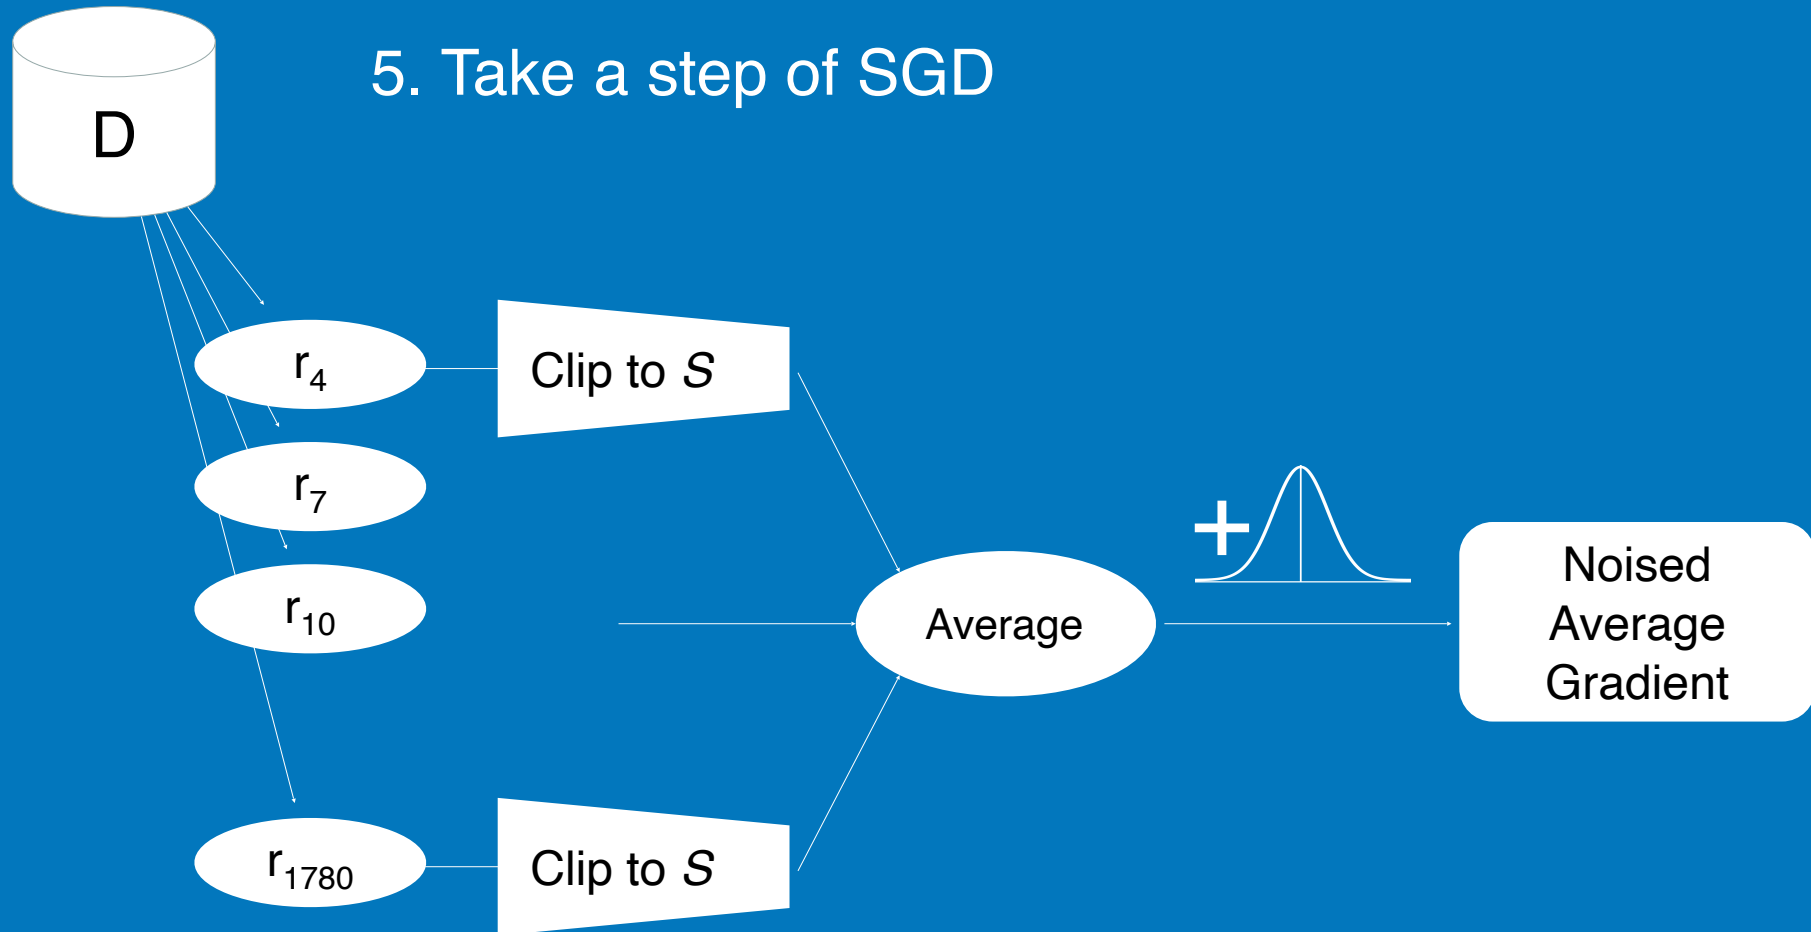 5. Take a step of SGD
D
r₄
Clip to S
r₇
r₁₀
Average
+
Noised
Average
Gradient
r₁₇₈₀
Clip to S